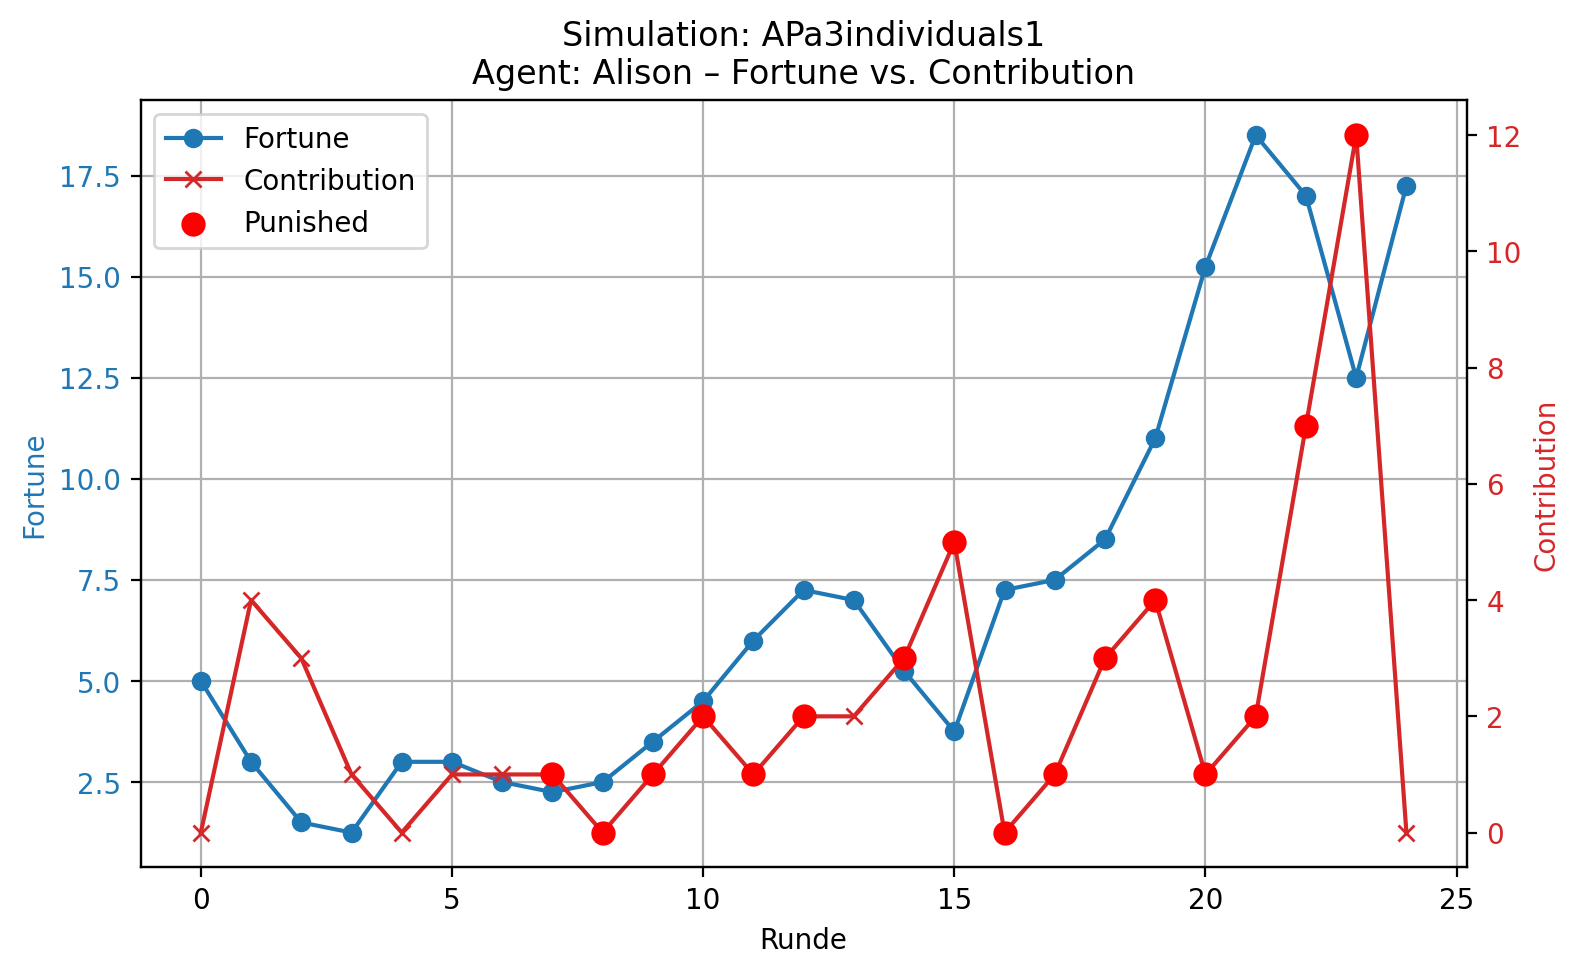 Simulation: APa3individuals1
Agent: Alison – Fortune vs. Contribution
Fortune
Contribution
Punished
17.5
15.0
12.5
10.0
7.5
5.0
2.5
Fortune
12
10
8
6
4
2
0
Contribution
0 5 10 15 20 25
Runde